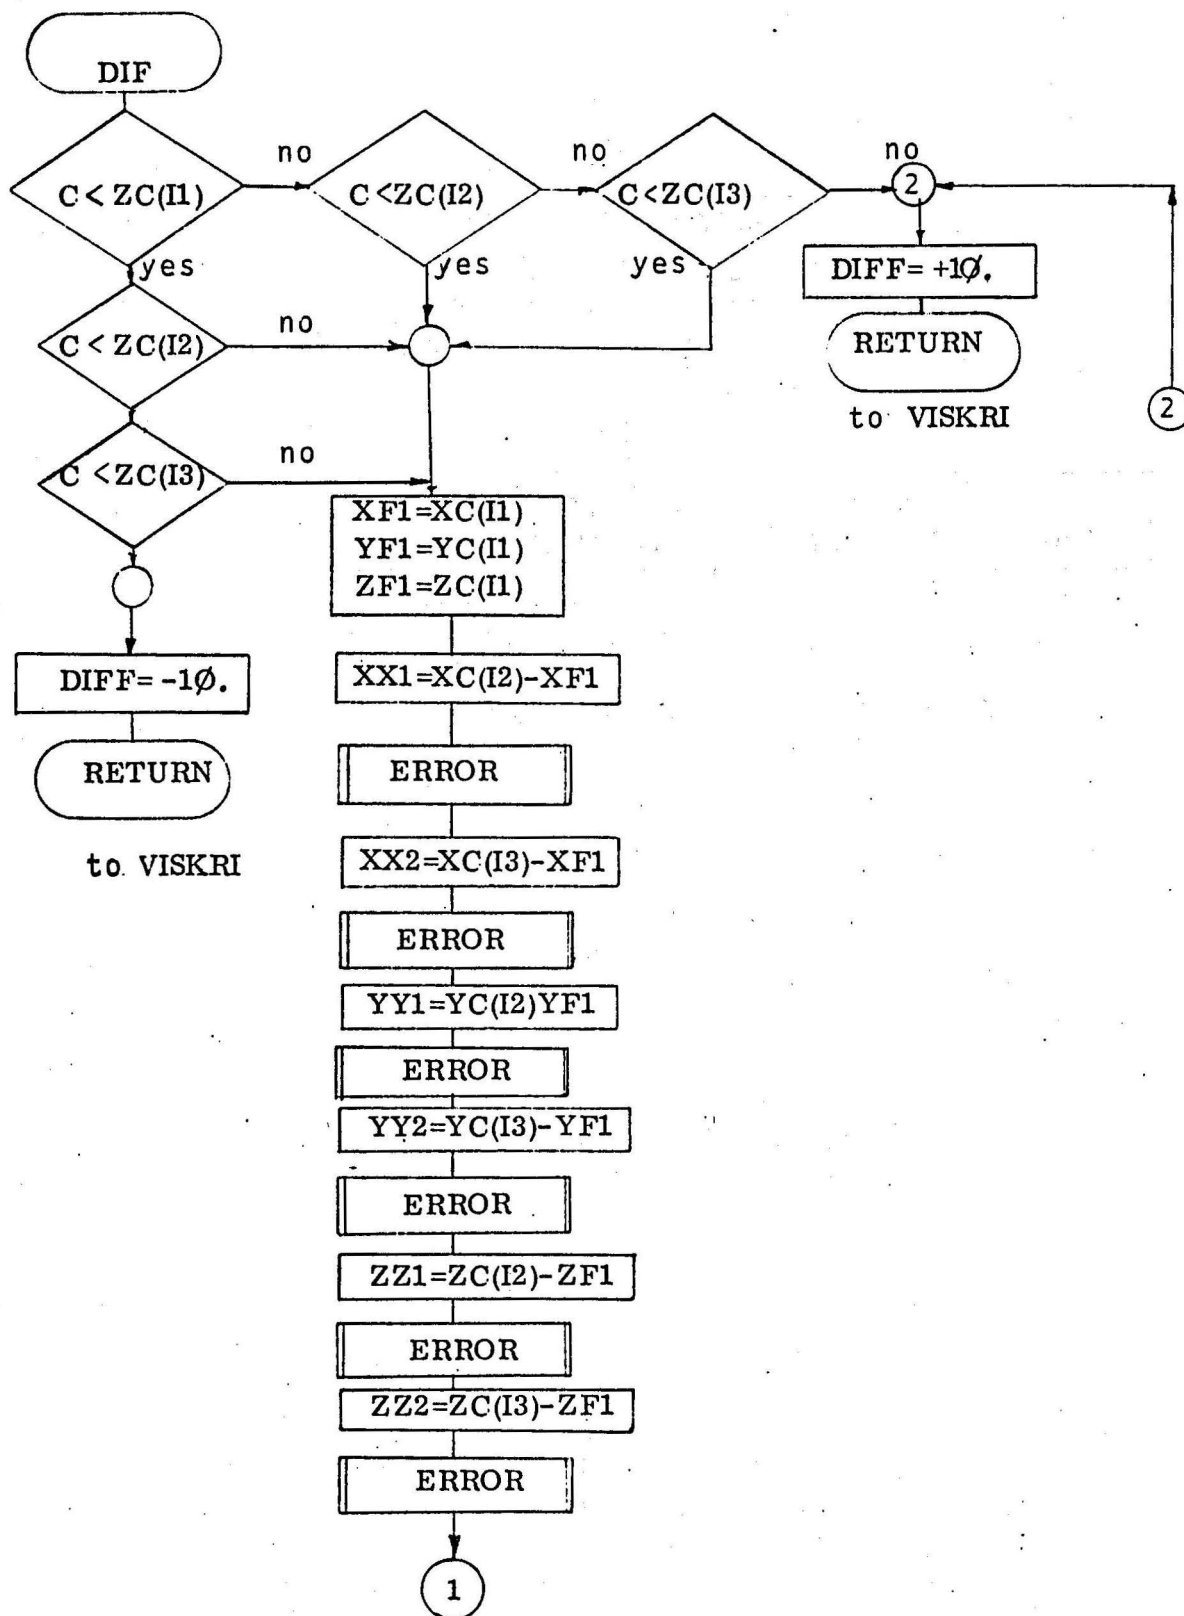 DIF
C < ZC(I1)
no
C <ZC(I2)
no
C <ZC(I3)
no
2
yes
yes
yes
DIFF= +1Ø.
C < ZC(I2)
no
RETURN
to VISKRI
2
C <ZC(I3)
no
XF1=XC(I1)
YF1=YC(I1)
ZF1=ZC(I1)
DIFF= -1Ø.
XX1=XC(I2)-XF1
RETURN
ERROR
to VISKRI
XX2=XC(I3)-XF1
ERROR
YY1=YC(I2)YF1
ERROR
YY2=YC(I3)-YF1
ERROR
ZZ1=ZC(I2)-ZF1
ERROR
ZZ2=ZC(I3)-ZF1
ERROR
1